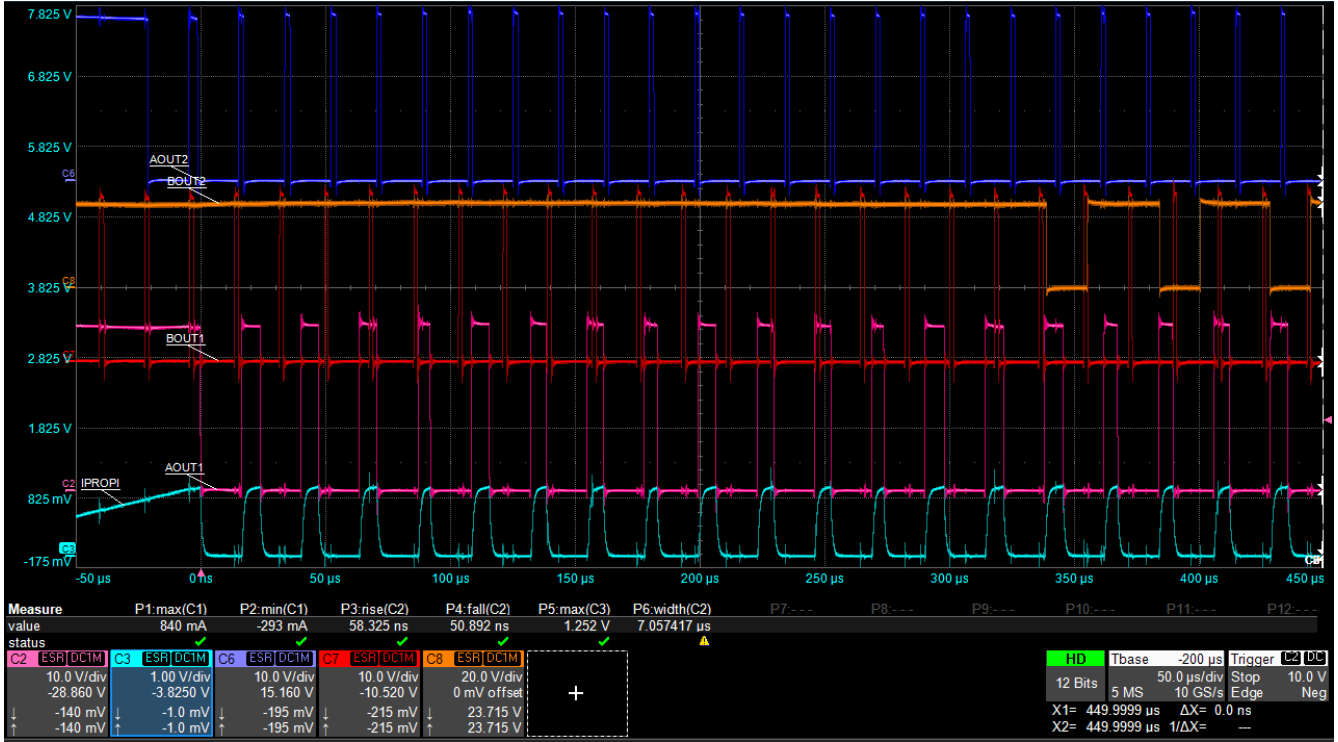 7.825 V
6.825 V
5.825 V
AOUT2
C6
BOUT2
4.825 V
C8
3.825 V
BOUT1
2.825 V
1.825 V
AOUT1
C2
IPROPI
825 mV
C3
-175 mV
-50 µs 0 ns 50 µs 100 µs 150 µs 200 µs 250 µs 300 µs 350 µs 400 µs 450 µs
Measure P1:max(C1) P2:min(C1) P3:rise(C2) P4:fall(C2) P5:max(C3) P6:width(C2) P7:- - - P8:- - - P9:- - - P10:- - - P11:- - - P12:- - -
value 840 mA -293 mA 58.325 ns 50.892 ns 1.252 V 7.057417 µs
status
C2 ESR DC1M C3 ESR DC1M C6 ESR DC1M C7 ESR DC1M C8 ESR DC1M HD Tbase -200 µs Trigger C2 DC
10.0 V/div 1.00 V/div 10.0 V/div 10.0 V/div 20.0 V/div 12 Bits 50.0 µs/div Stop 10.0 V
-28.860 V -3.8250 V 15.160 V -10.520 V 0 mV offset 5 MS 10 GS/s Edge Neg
↓ -140 mV ↓ -1.0 mV ↓ -195 mV ↓ -215 mV ↓ 23.715 V X1= 449.9999 µs ΔX= 0.0 ns
↑ -140 mV ↑ -1.0 mV ↑ -195 mV ↑ -215 mV ↑ 23.715 V X2= 449.9999 µs 1/ΔX= ---